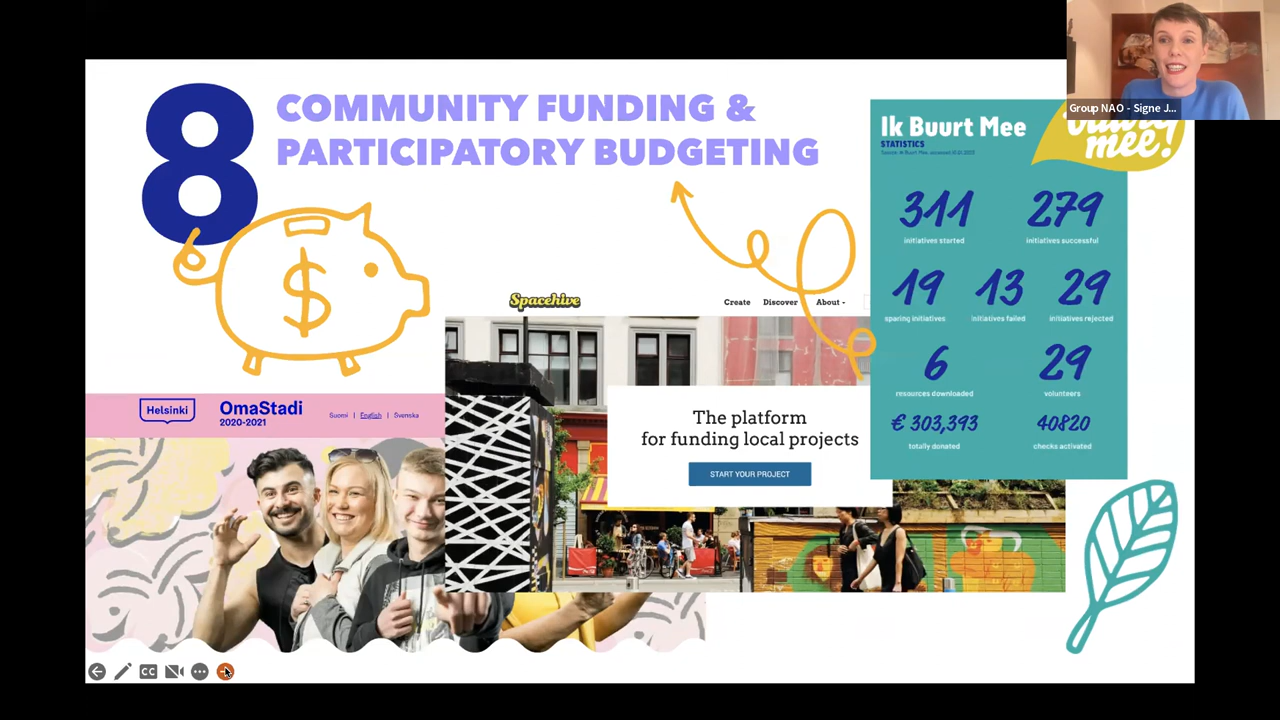 8
COMMUNITY FUNDING &
PARTICIPATORY BUDGETING
$
Group NAO - Signe J...
Ik Buurt Mee
STATISTICS
mee!
311
initiatives started
279
initiatives successful
19
sparing initiatives
13
initiatives failed
29
initiatives rejected
6
resources downloaded
29
volunteers
€ 303,393
totally donated
40820
checks activated
Spacehive
Create Discover About
The platform
for funding local projects
START YOUR PROJECT
Helsinki
OmaStadi
2020-2021
Suomi | English | Svenska
CC